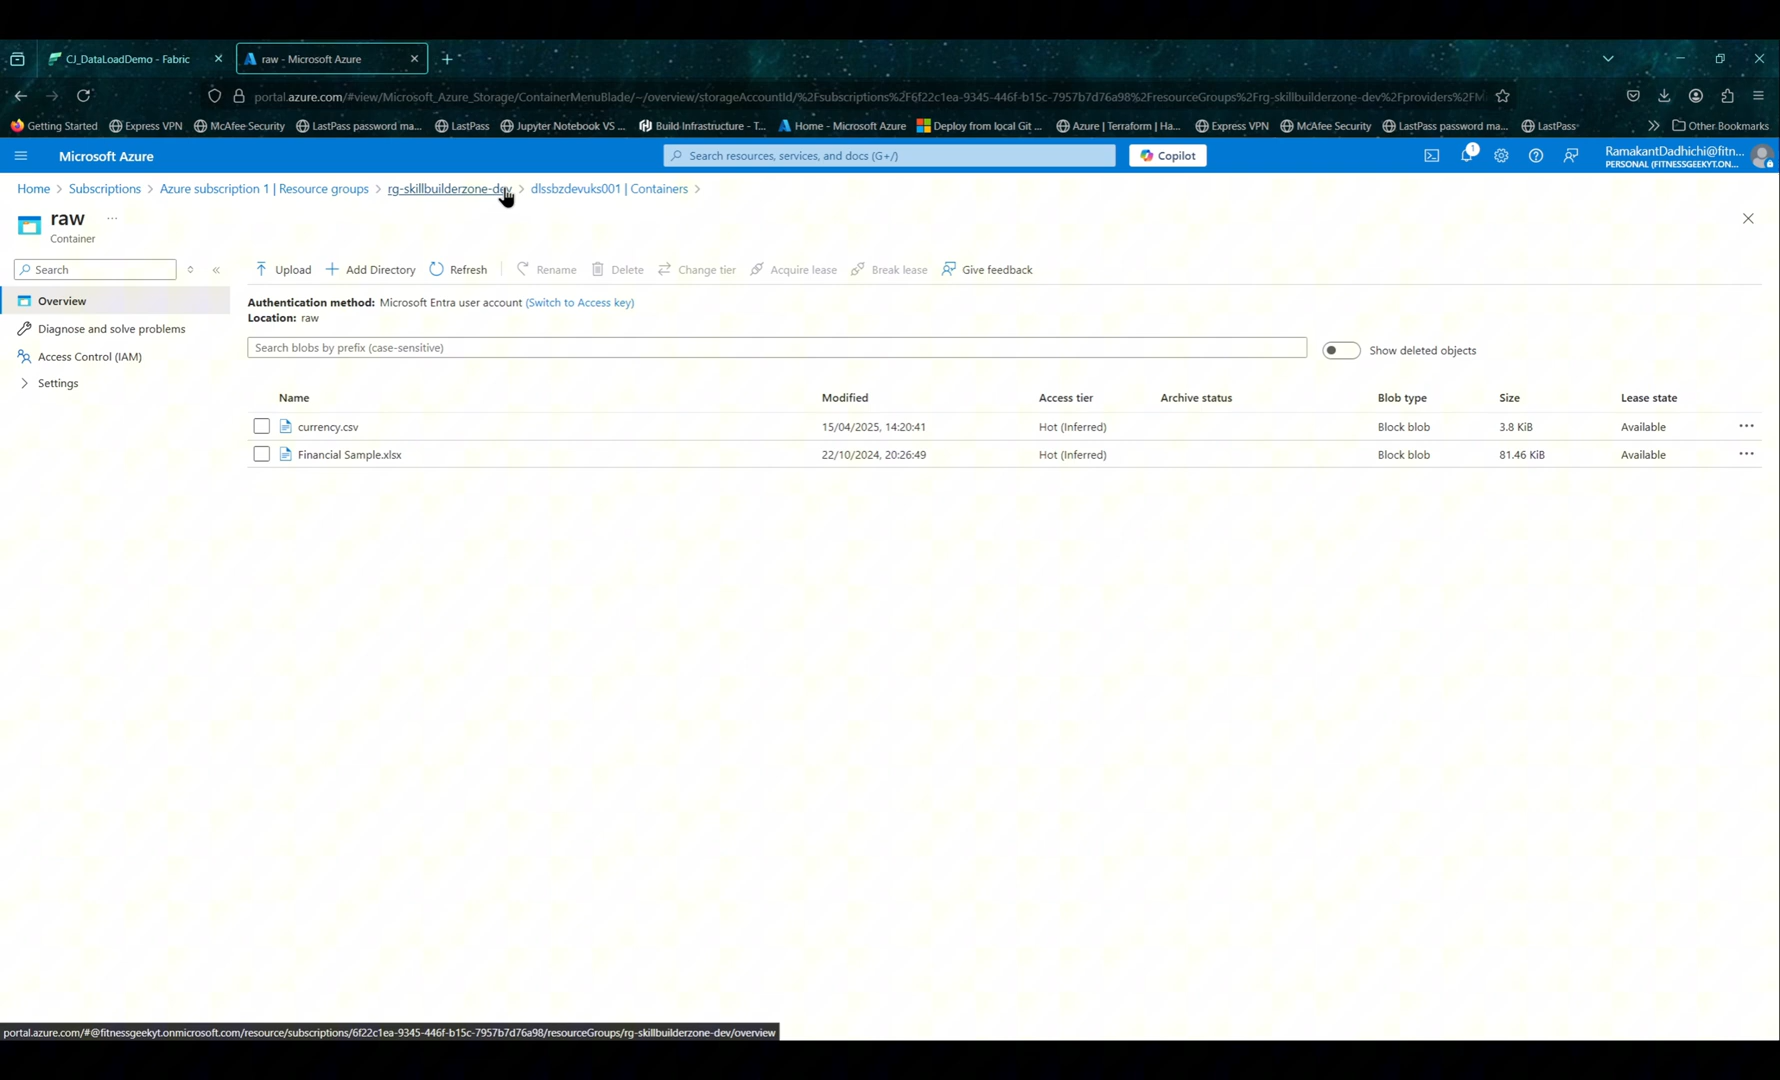 CJ_DataLoadDemo - Fabric
raw - Microsoft Azure
portal.azure.com/#view/Microsoft_Azure_Storage/ContainerMenuBlade/~/overview/storageAccountId/%2Fsubscriptions%2F6f22c1ea-9345-446f-b15c-7957b7d76a98%2FresourceGroups%2Frg-skillbuilderzone-dev%2Fproviders%2FM
Getting Started Express VPN McAfee Security LastPass password ma... LastPass Jupyter Notebook VS ... Build Infrastructure - T... Home - Microsoft Azure Deploy from local Git ... Azure | Terraform | Ha... Express VPN McAfee Security LastPass password ma... LastPass Other Bookmarks
Microsoft Azure
Search resources, services, and docs (G+/)
Copilot
1
RamakantDadhichi@fitn...
PERSONAL (FITNESSGEEKYT.ON...
Home > Subscriptions > Azure subscription 1 | Resource groups > rg-skillbuilderzone-dev > dlssbzdevuks001 | Containers >
raw ...
Container
Search
Upload Add Directory Refresh Rename Delete Change tier Acquire lease Break lease Give feedback
Overview
Diagnose and solve problems
Access Control (IAM)
Settings
Authentication method: Microsoft Entra user account (Switch to Access key)
Location: raw
Search blobs by prefix (case-sensitive)
Show deleted objects
Name Modified Access tier Archive status Blob type Size Lease state
currency.csv 15/04/2025, 14:20:41 Hot (Inferred) Block blob 3.8 KiB Available ...
Financial Sample.xlsx 22/10/2024, 20:26:49 Hot (Inferred) Block blob 81.46 KiB Available ...
portal.azure.com/#@fitnessgeekyt.onmicrosoft.com/resource/subscriptions/6f22c1ea-9345-446f-b15c-7957b7d76a98/resourceGroups/rg-skillbuilderzone-dev/overview